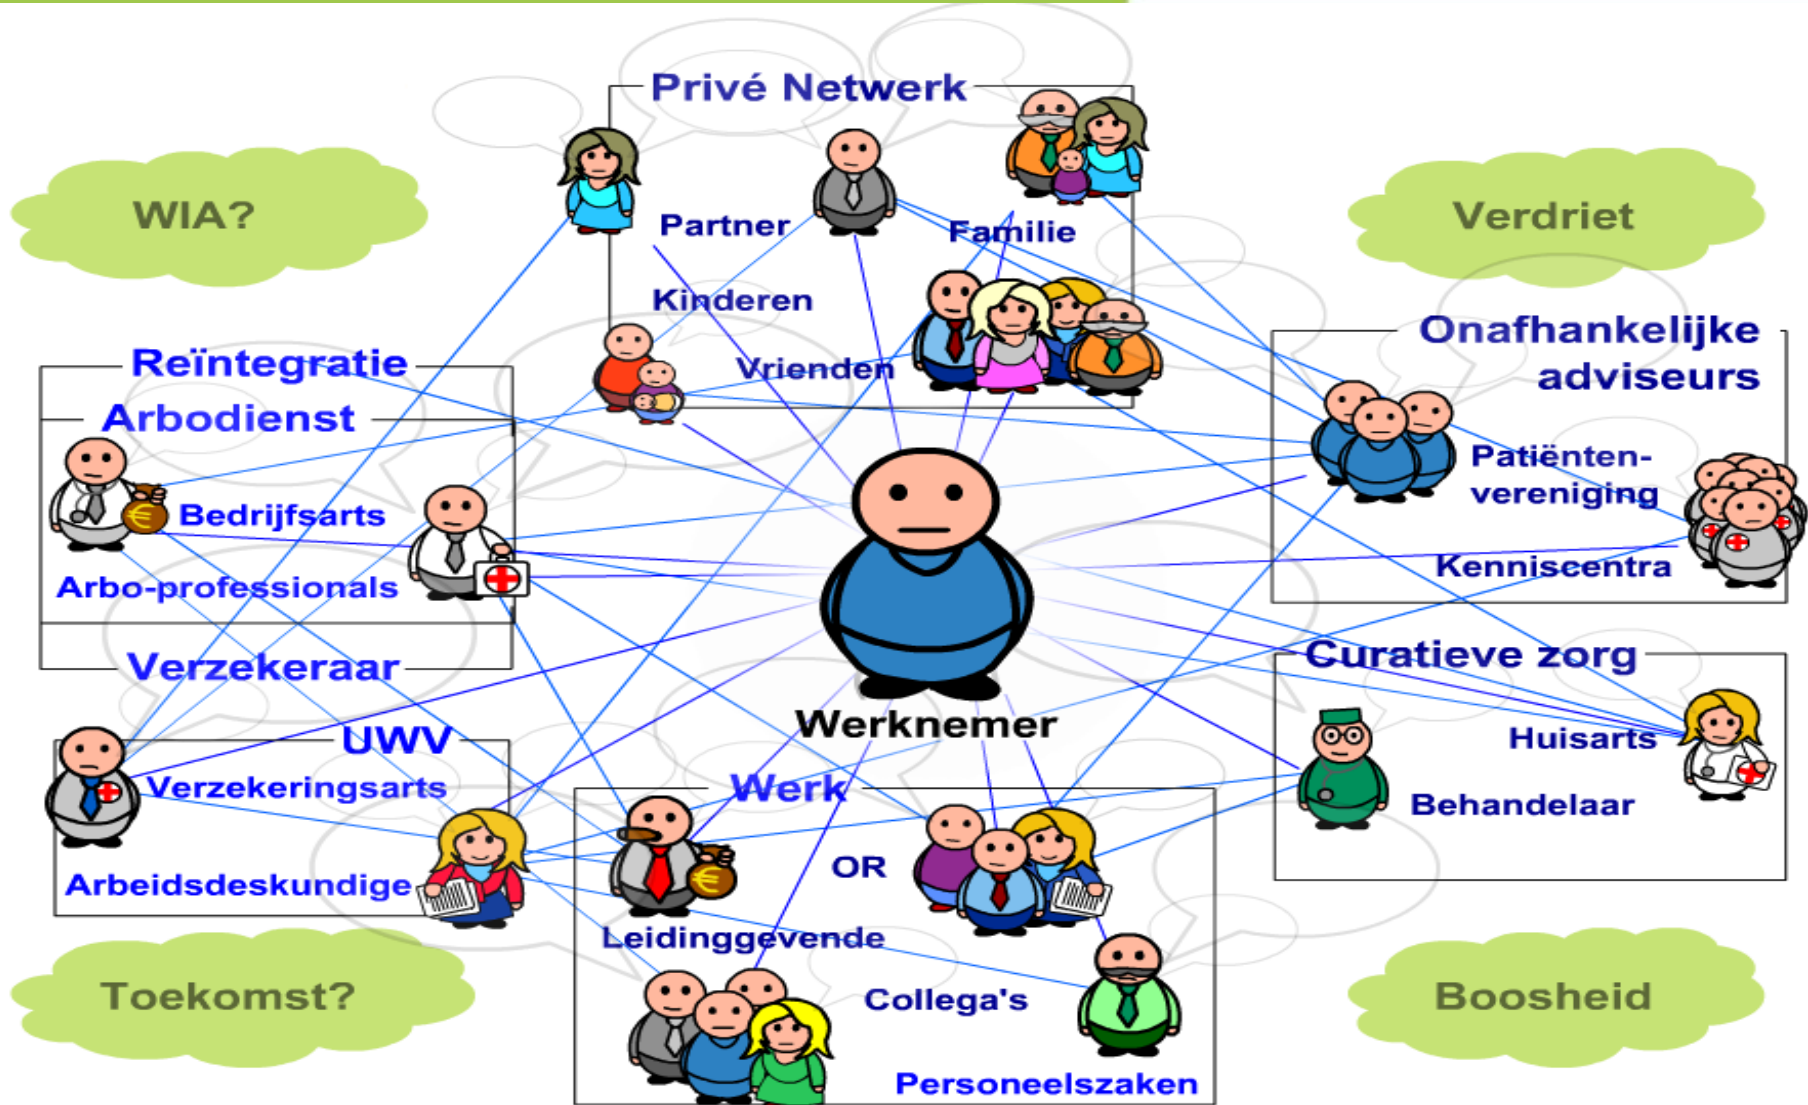 Privé Netwerk
WIA?
Verdriet
Partner
Familie
Kinderen
Vrienden
Reïntegratie
Arbodienst
Bedrijfsarts
Arbo-professionals
Verzekeraar
Onafhankelijke
adviseurs
Patiënten-
vereniging
Kenniscentra
Werknemer
UWV
Verzekeringsarts
Arbeidsdeskundige
Werk
OR
Leidinggevende
Collega's
Personeelszaken
Curatieve zorg
Huisarts
Behandelaar
Toekomst?
Boosheid